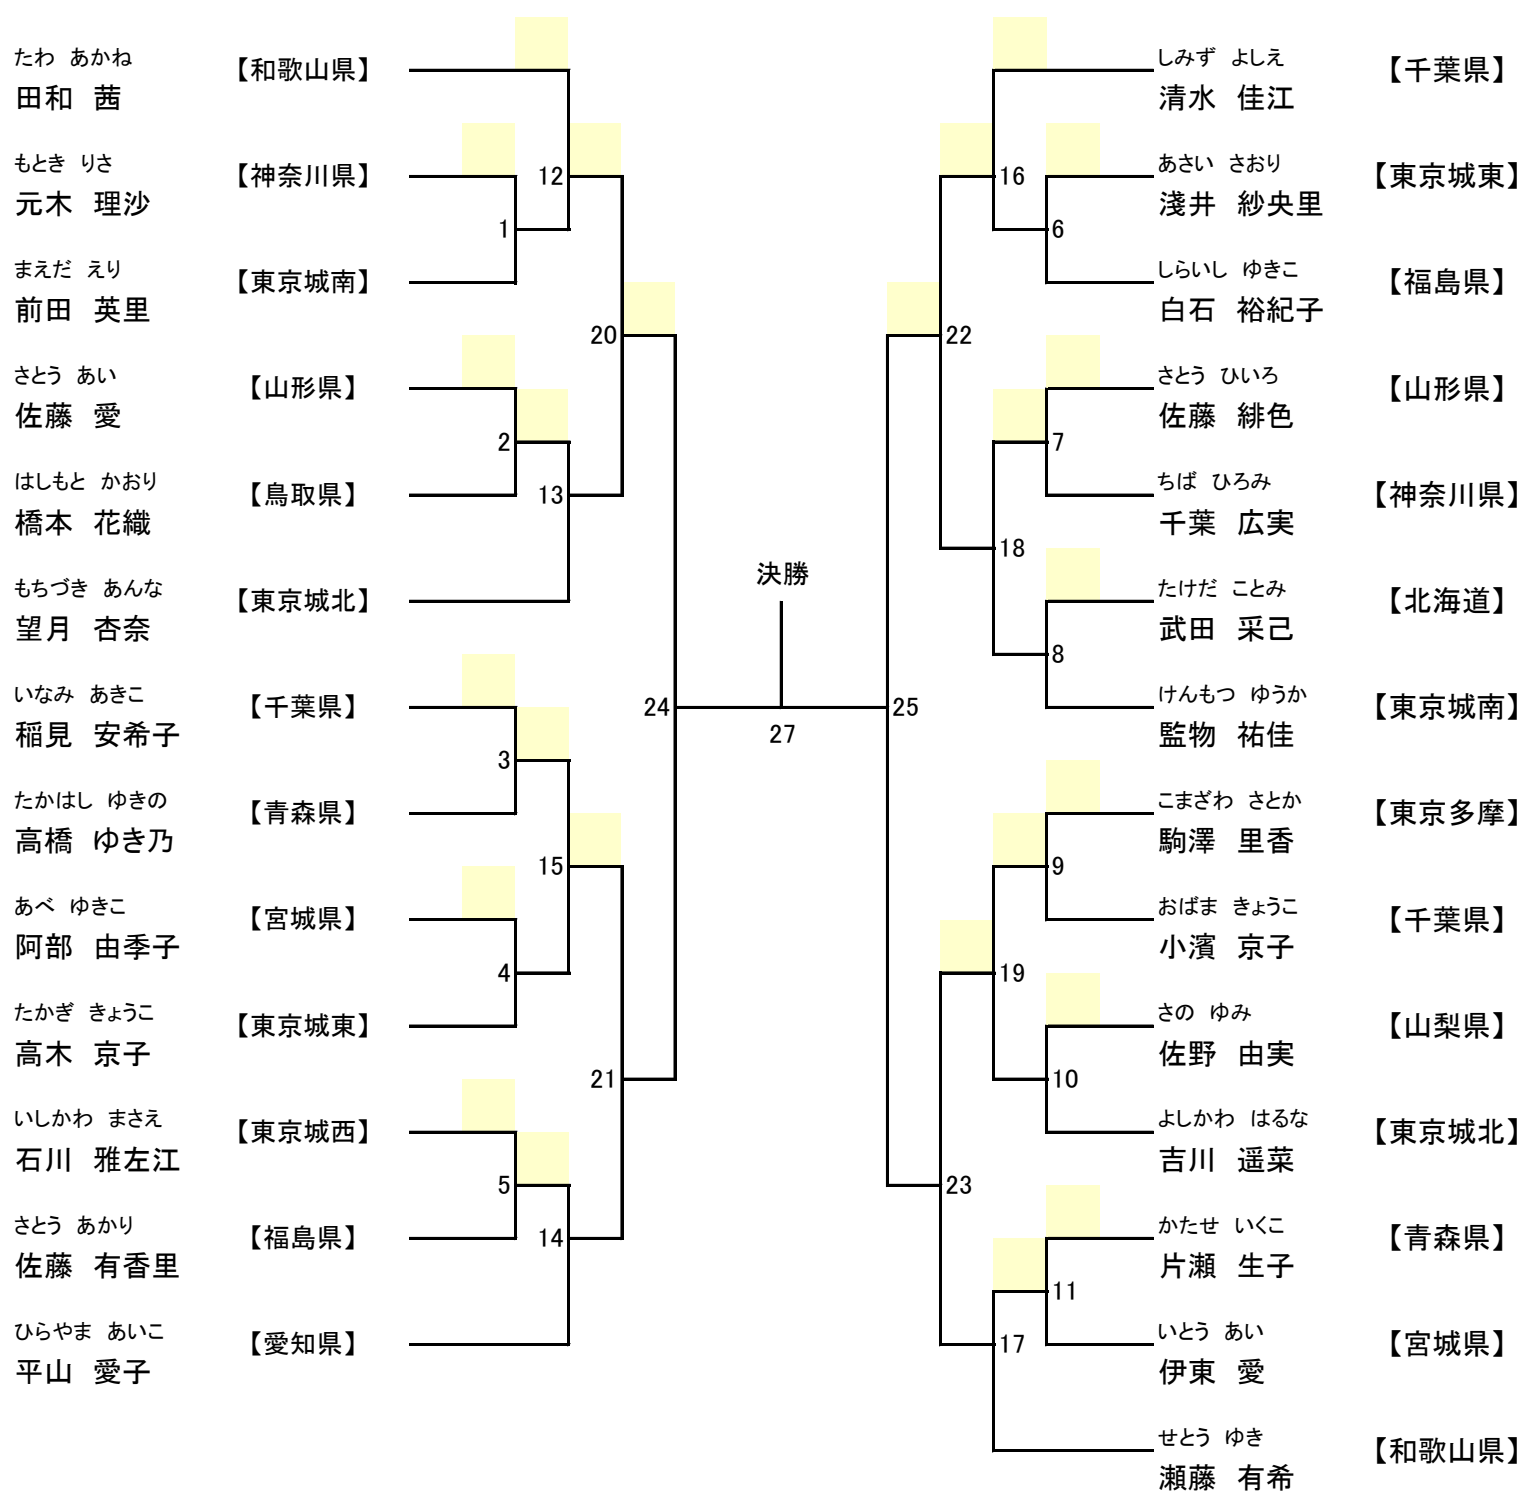 たわ あかね
田和 茜 【和歌山県】
もとき りさ
元木 理沙 【神奈川県】
まえだ えり
前田 英里 【東京城南】
さとう あい
佐藤 愛 【山形県】
はしもと かおり
橋本 花織 【鳥取県】
もちづき あんな
望月 杏奈 【東京城北】
いなみ あきこ
稲見 安希子 【千葉県】
たかはし ゆきの
高橋 ゆき乃 【青森県】
あべ ゆきこ
阿部 由季子 【宮城県】
たかぎ きょうこ
高木 京子 【東京城東】
いしかわ まさえ
石川 雅左江 【東京城西】
さとう あかり
佐藤 有香里 【福島県】
ひらやま あいこ
平山 愛子 【愛知県】
12
1
20
2
13
24
3
15
4
21
5
14
決勝
27
16
6
22
7
18
8
25
9
19
10
23
11
17
しみず よしえ
清水 佳江 【千葉県】
あさい さおり
淺井 紗央里 【東京城東】
しらいし ゆきこ
白石 裕紀子 【福島県】
さとう ひいろ
佐藤 緋色 【山形県】
ちば ひろみ
千葉 広実 【神奈川県】
たけだ ことみ
武田 采己 【北海道】
けんもつ ゆうか
監物 祐佳 【東京城南】
こまざわ さとか
駒澤 里香 【東京多摩】
おばま きょうこ
小濱 京子 【千葉県】
さの ゆみ
佐野 由実 【山梨県】
よしかわ はるな
吉川 遥菜 【東京城北】
かたせ いくこ
片瀬 生子 【青森県】
いとう あい
伊東 愛 【宮城県】
せとう ゆき
瀬藤 有希 【和歌山県】